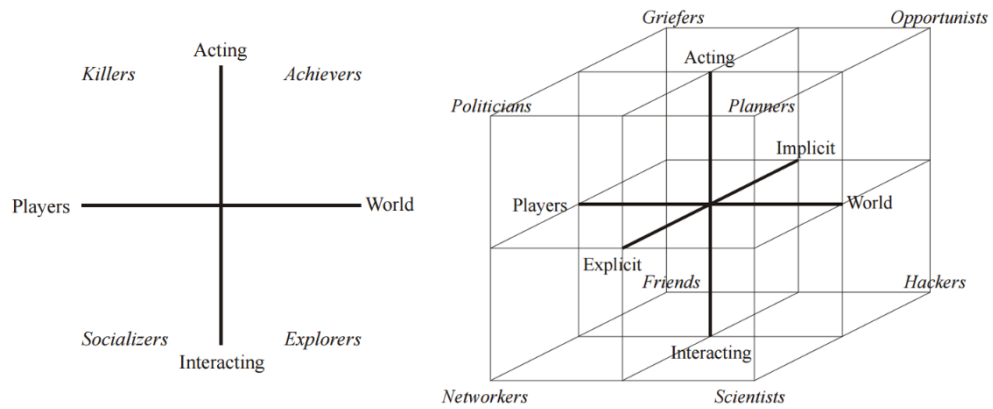 Acting
Killers
Achievers
Players
World
Socializers
Explorers
Interacting
Griefers
Opportunists
Acting
Politicians
Planners
Implicit
Players
World
Explicit
Friends
Hackers
Interacting
Networkers
Scientists